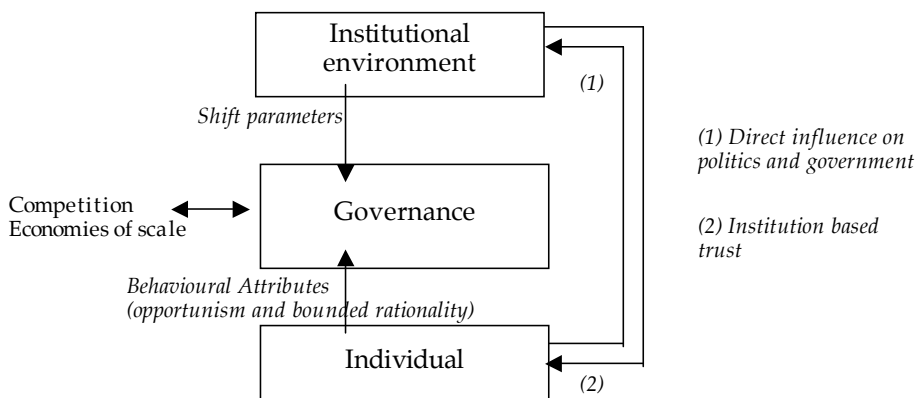 Institutional
environment
(1)
Shift parameters
(1) Direct influence on
politics and government
Governance
Competition
Economies of scale
(2) Institution based
trust
Behavioural Attributes
(opportunism and bounded rationality)
Individual
(2)